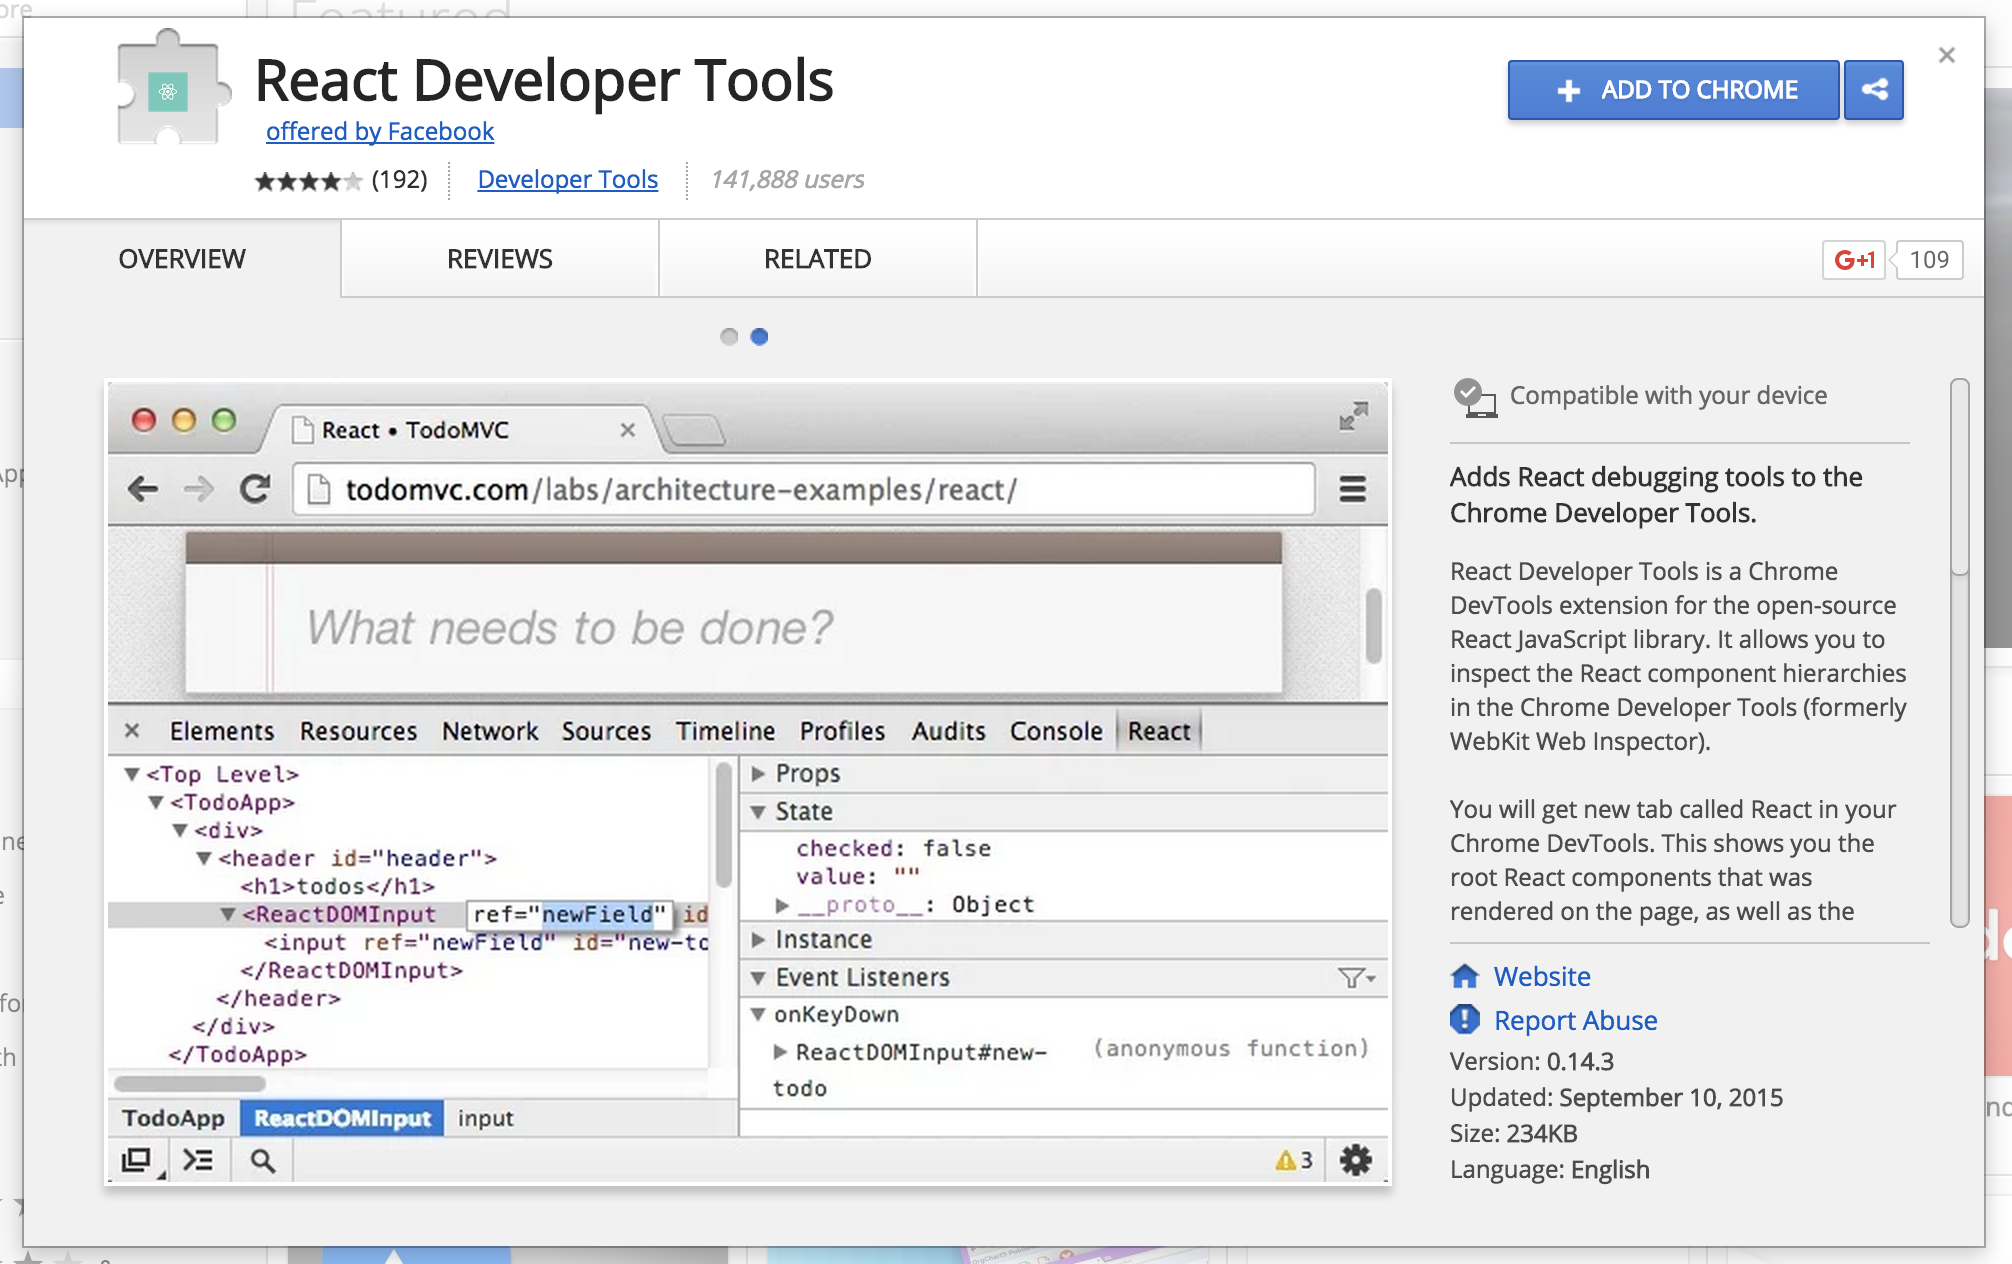 ore
Featured
React Developer Tools
offered by Facebook
(192)
Developer Tools
141,888 users
ADD TO CHROME
×
OVERVIEW
REVIEWS
RELATED
G+1
109
React • TodoMVC
todomvc.com/labs/architecture-examples/react/
What needs to be done?
× Elements Resources Network Sources Timeline Profiles Audits Console React
<Top Level>
<TodoApp>
<div>
<header id="header">
<h1>todos</h1>
<ReactDOMInput ref="newField" id
<input ref="newField" id="new-to
</ReactDOMInput>
</header>
</div>
</TodoApp>
TodoApp ReactDOMInput input
Props
State
checked: false
value: ""
__proto__: Object
Instance
Event Listeners
onKeyDown
ReactDOMInput#new-
todo
(anonymous function)
3
Compatible with your device
Adds React debugging tools to the
Chrome Developer Tools.
React Developer Tools is a Chrome
DevTools extension for the open-source
React JavaScript library. It allows you to
inspect the React component hierarchies
in the Chrome Developer Tools (formerly
WebKit Web Inspector).
You will get new tab called React in your
Chrome DevTools. This shows you the
root React components that was
rendered on the page, as well as the
Website
Report Abuse
Version: 0.14.3
Updated: September 10, 2015
Size: 234KB
Language: English